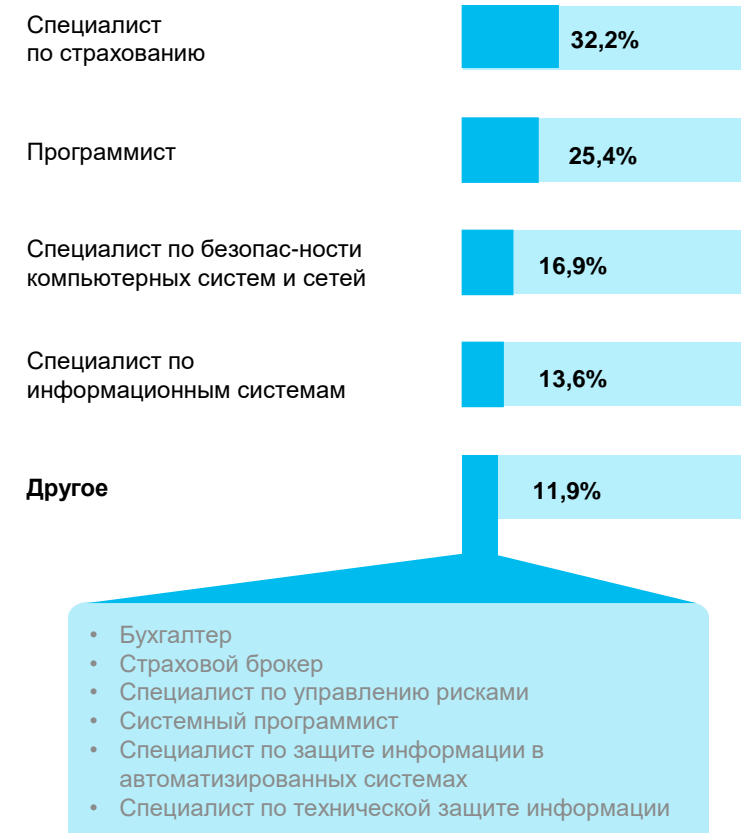 Специалист
по страхованию
32,2%
Программист
25,4%
Специалист по безопас-ности
компьютерных систем и сетей
16,9%
Специалист по
информационным системам
13,6%
Другое
11,9%
• Бухгалтер
• Страховой брокер
• Специалист по управлению рисками
• Системный программист
• Специалист по защите информации в
автоматизированных системах
• Специалист по технической защите информации